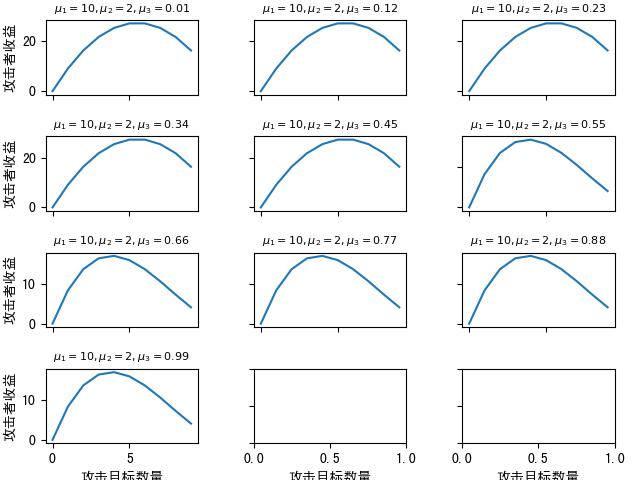 μ₁ = 10, μ₂ = 2, μ₃ = 0.01
μ₁ = 10, μ₂ = 2, μ₃ = 0.12
μ₁ = 10, μ₂ = 2, μ₃ = 0.23
攻击者收益
20
0
μ₁ = 10, μ₂ = 2, μ₃ = 0.34
μ₁ = 10, μ₂ = 2, μ₃ = 0.45
μ₁ = 10, μ₂ = 2, μ₃ = 0.55
攻击者收益
20
0
μ₁ = 10, μ₂ = 2, μ₃ = 0.66
μ₁ = 10, μ₂ = 2, μ₃ = 0.77
μ₁ = 10, μ₂ = 2, μ₃ = 0.88
攻击者收益
10
0
μ₁ = 10, μ₂ = 2, μ₃ = 0.99
攻击者收益
10
0
0 5
0.0 0.5 1.0
0.0 0.5 1.0
攻击目标数量
攻击目标数量
攻击目标数量